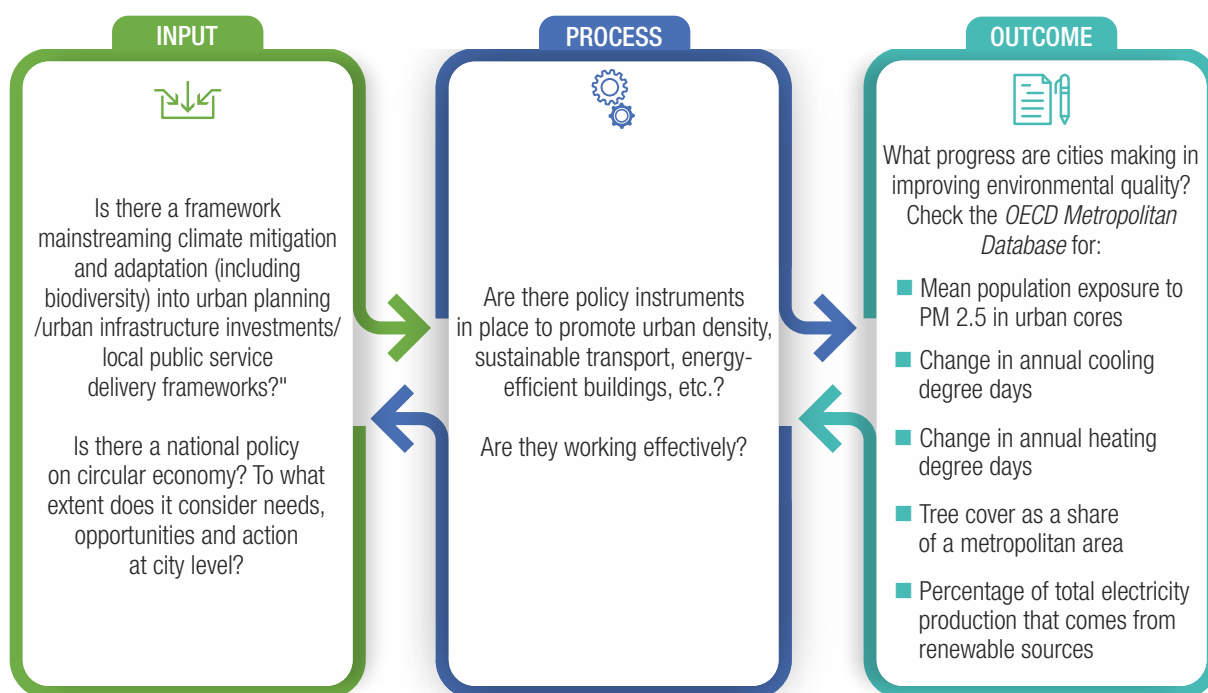 INPUT
Is there a framework
mainstreaming climate mitigation
and adaptation (including
biodiversity) into urban planning
/urban infrastructure investments/
local public service
delivery frameworks?"
Is there a national policy
on circular economy? To what
extent does it consider needs,
opportunities and action
at city level?
PROCESS
Are there policy instruments
in place to promote urban density,
sustainable transport, energy-
efficient buildings, etc.?
Are they working effectively?
OUTCOME
What progress are cities making in
improving environmental quality?
Check the OECD Metropolitan
Database for:
Mean population exposure to
PM 2.5 in urban cores
Change in annual cooling
degree days
Change in annual heating
degree days
Tree cover as a share
of a metropolitan area
Percentage of total electricity
production that comes from
renewable sources